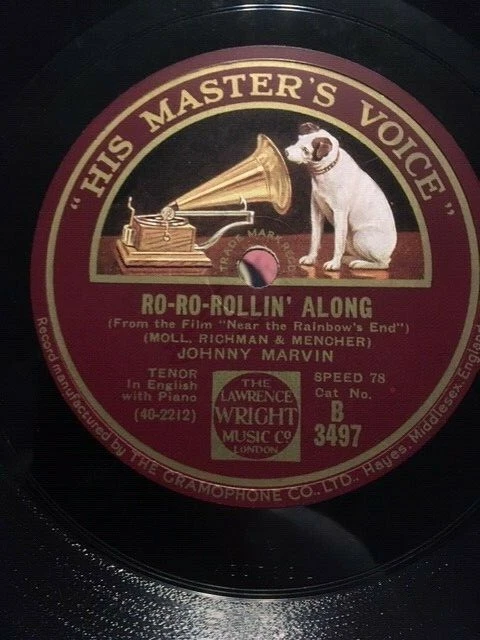 "HIS MASTER'S VOICE"
TRADE MARK
RO-RO-ROLLIN' ALONG
(From the Film "Near the Rainbow's End")
(MOLL, RICHMAN & MENCHER)
JOHNNY MARVIN
TENOR
In English
with Piano
(40-2212)
THE
LAWRENCE
WRIGHT
MUSIC Co
LONDON
SPEED 78
Cat No.
B
3497
Record manufactured by THE GRAMOPHONE CO., LTD., Hayes, Middlesex, England